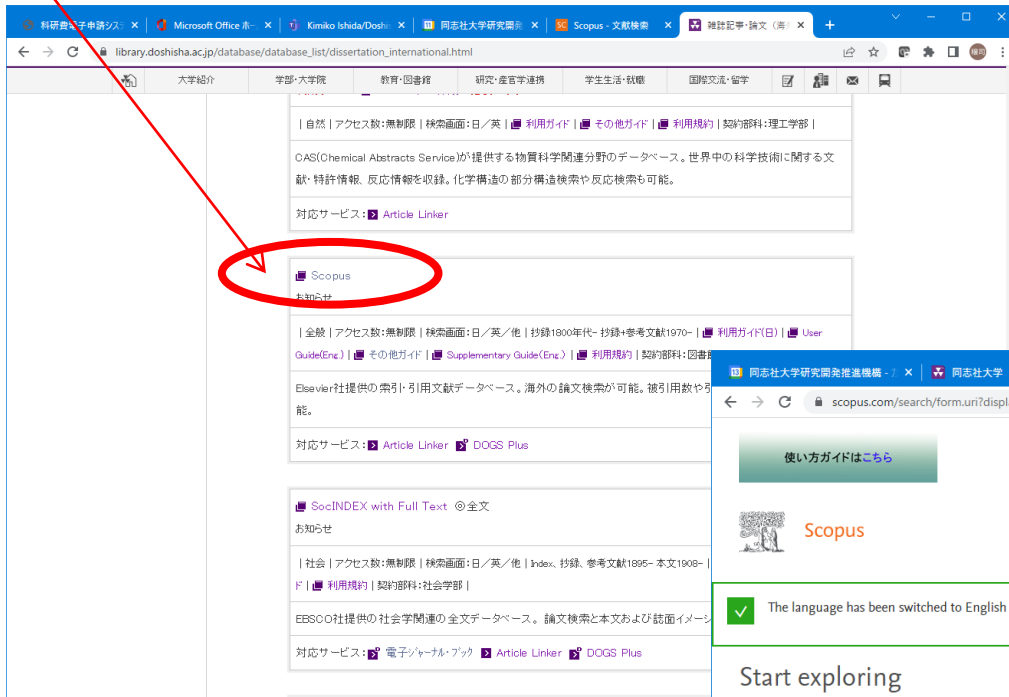 科研費電子申請システ
Microsoft Office ホー
Kimiko Ishida/Doshis
同志社大学研究開発
Scopus - 文献検索
雑誌記事・論文 (海外
library.doshisha.ac.jp/database/database_list/dissertation_international.html
大学紹介
学部・大学院
教育・図書館
研究・産官学連携
学生生活・就職
国際交流・留学
| 自然 | アクセス数：無制限 | 検索画面：日／英 | 利用ガイド | その他ガイド | 利用規約 | 契約部科：理工学部 |
CAS(Chemical Abstracts Service)が提供する物質科学関連分野のデータベース。世界中の科学技術に関する文
献・特許情報、反応情報を収録。化学構造の部分構造検索や反応検索も可能。
対応サービス： Article Linker
Scopus
お知らせ
| 全般 | アクセス数：無制限 | 検索画面：日／英／他 | 抄録1800年代- 抄録+参考文献1970- | 利用ガイド(日) | User
Guide(Eng.) | その他ガイド | Supplementary Guide(Eng.) | 利用規約 | 契約部科：図書館
Elsevier社提供の索引・引用文献データベース。海外の論文検索が可能。被引用数や引
能。
対応サービス： Article Linker DOGS Plus
SocINDEX with Full Text ◎全文
お知らせ
| 社会 | アクセス数：無制限 | 検索画面：日／英／他 | Index、抄録、参考文献1895- 本文1908- |
ド | 利用規約 | 契約部科：社会学部 |
EBSCO社提供の社会学関連の全文データベース。論文検索と本文および誌面イメージ
対応サービス： 電子ジャーナル・ブック Article Linker DOGS Plus
同志社大学研究開発推進機構 - ガ
同志社大学
scopus.com/search/form.uri?displ
使い方ガイドはこちら
Scopus
The language has been switched to English
Start exploring